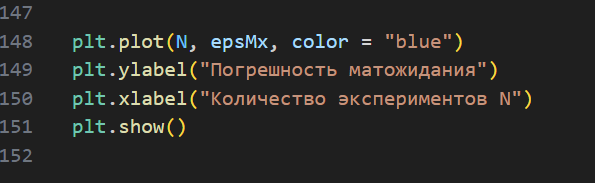 147
148 plt.plot(N, epsMx, color = "blue")
149 plt.ylabel("Погрешность матожидания")
150 plt.xlabel("Количество экспериментов N")
151 plt.show()
152